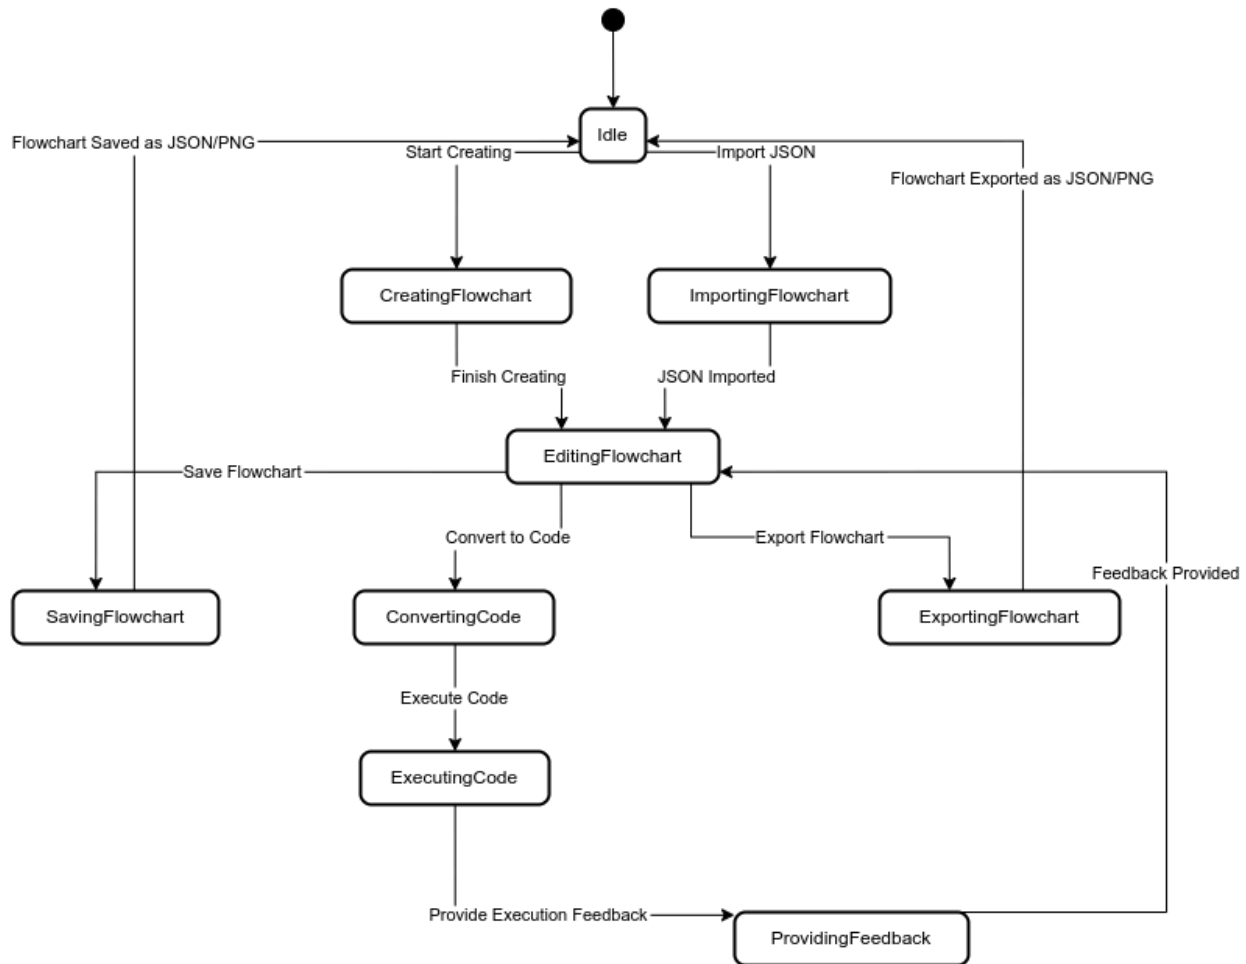 Idle
Flowchart Saved as JSON/PNG
Start Creating
Import JSON
Flowchart Exported as JSON/PNG
CreatingFlowchart
ImportingFlowchart
Finish Creating
JSON Imported
EditingFlowchart
Save Flowchart
Convert to Code
Export Flowchart
Feedback Provided
SavingFlowchart
ConvertingCode
ExportingFlowchart
Execute Code
ExecutingCode
Provide Execution Feedback
ProvidingFeedback